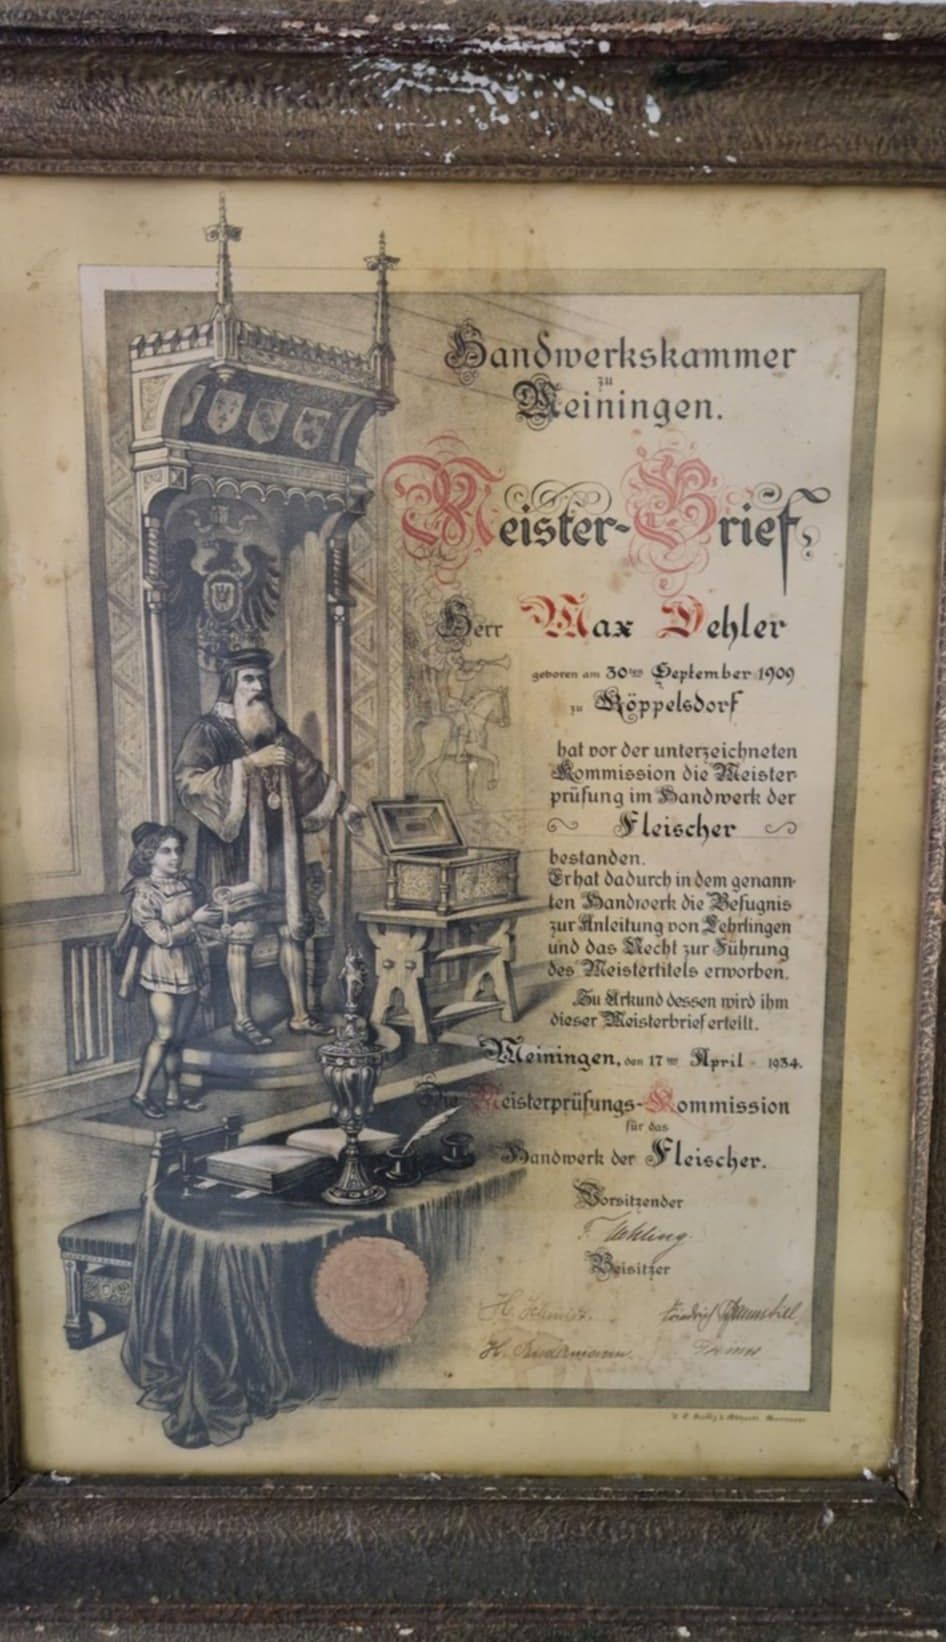 Handwerkskammer
zu
Meiningen.
Meister-Brief
Herr Max Oehler
geboren am 30ten September 1909
zu Köppelsdorf
hat vor der unterzeichneten
Kommission die Meister-
prüfung im Handwerk der
Fleischer
bestanden.
Er hat dadurch in dem genann-
ten Handwerk die Befugnis
zur Anleitung von Lehrlingen
und das Recht zur Führung
des Meistertitels erworben.
Zu Urkund dessen wird ihm
dieser Meisterbrief erteilt.
Meiningen, den 17ten April 1934.
Die Meisterprüfungs-Kommission
für das
Handwerk der Fleischer.
Vorsitzender
Beisitzer
H.
Friedrich
H.